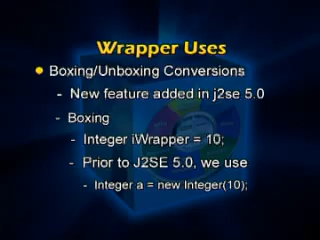 Wrapper Uses
Boxing/Unboxing Conversions
- New feature added in j2se 5.0
- Boxing
- Integer iWrapper = 10;
- Prior to J2SE 5.0, we use
- Integer a = new Integer(10);